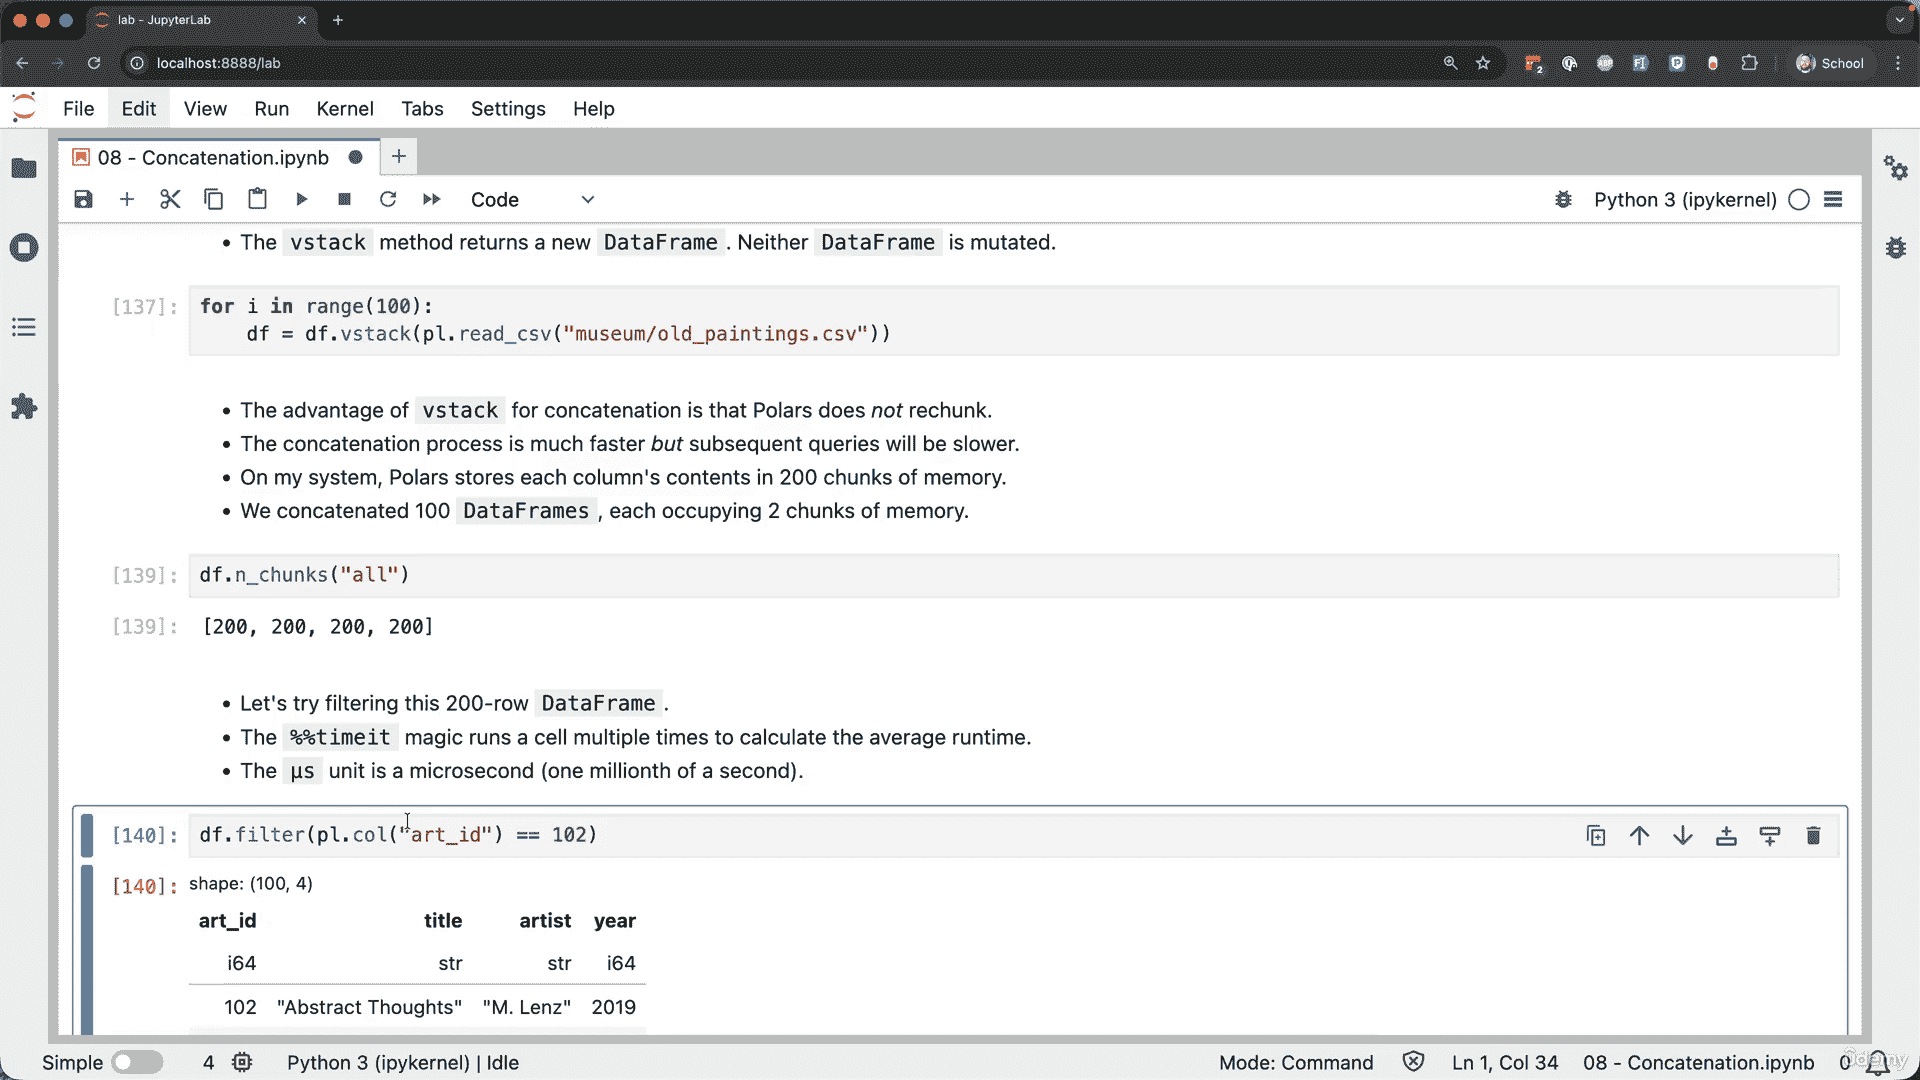 lab - JupyterLab
localhost:8888/lab
School
File Edit View Run Kernel Tabs Settings Help
08 - Concatenation.ipynb
Code
Python 3 (ipykernel)
The vstack method returns a new DataFrame . Neither DataFrame is mutated.
[137]: for i in range(100):
df = df.vstack(pl.read_csv("museum/old_paintings.csv"))
The advantage of vstack for concatenation is that Polars does not rechunk.
The concatenation process is much faster but subsequent queries will be slower.
On my system, Polars stores each column's contents in 200 chunks of memory.
We concatenated 100 DataFrames , each occupying 2 chunks of memory.
[139]: df.n_chunks("all")
[139]: [200, 200, 200, 200]
Let's try filtering this 200-row DataFrame .
The %%timeit magic runs a cell multiple times to calculate the average runtime.
The µs unit is a microsecond (one millionth of a second).
[140]: df.filter(pl.col("art_id") == 102)
[140]: shape: (100, 4)
art_id title artist year
i64 str str i64
102 "Abstract Thoughts" "M. Lenz" 2019
Simple 4 Python 3 (ipykernel) | Idle Mode: Command Ln 1, Col 34 08 - Concatenation.ipynb 0
udemy